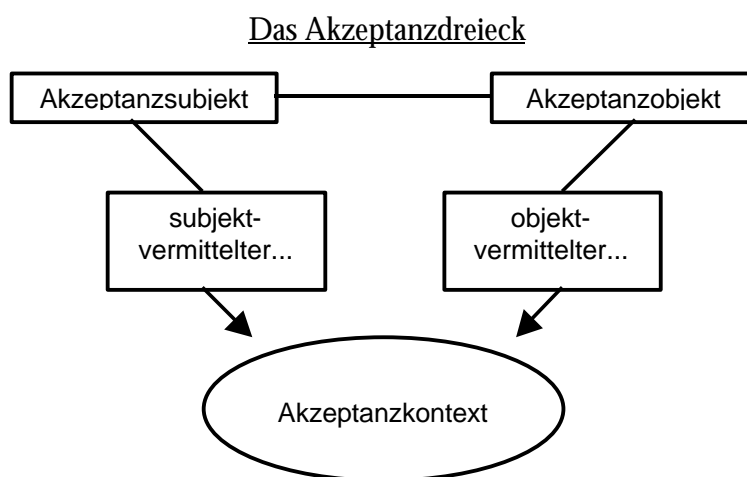 Das Akzeptanzdreieck
Akzeptanzsubjekt
Akzeptanzobjekt
subjekt-
vermittelter...
objekt-
vermittelter...
Akzeptanzkontext